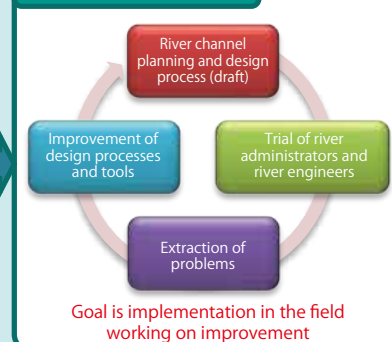 River channel
planning and design
process (draft)
Improvement of
design processes
and tools
Trial of river
administrators and
river engineers
Extraction of
problems
Goal is implementation in the field
working on improvement